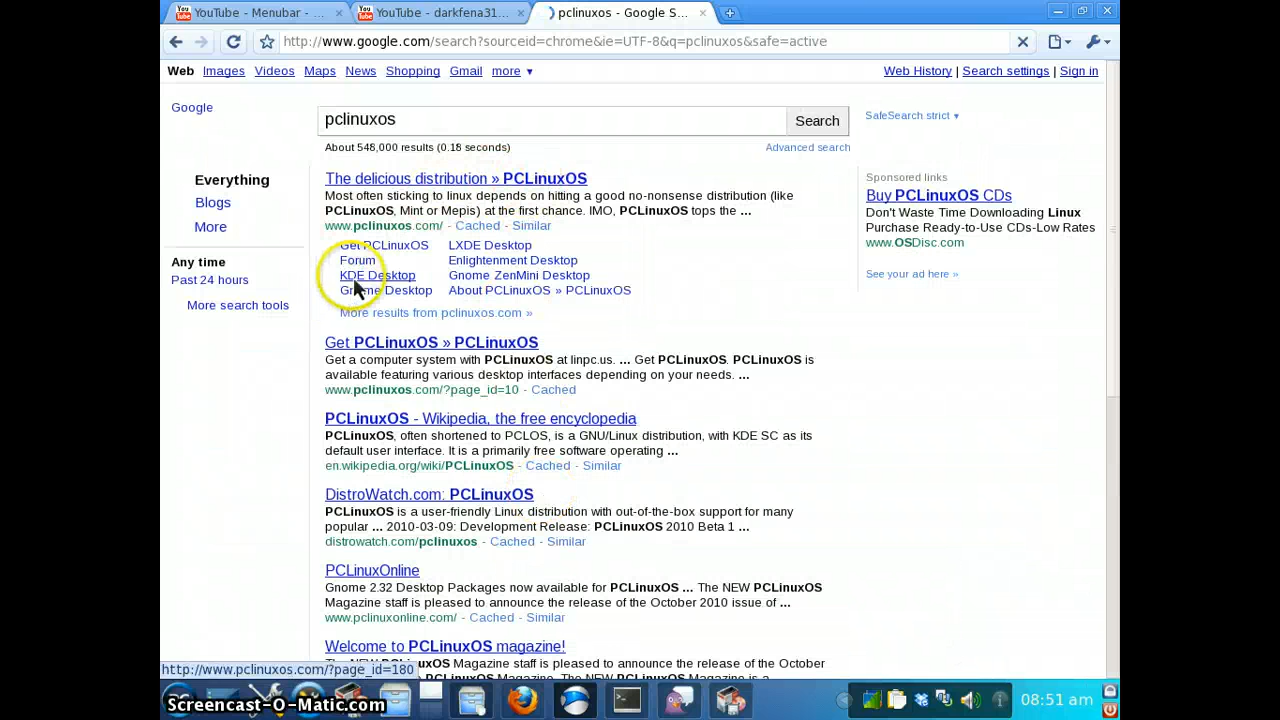 YouTube - Menubar - ...
YouTube - darkfena31...
pclinuxos - Google S...
http://www.google.com/search?sourceid=chrome&ie=UTF-8&q=pclinuxos&safe=active
Web Images Videos Maps News Shopping Gmail more ▼
Web History | Search settings | Sign in
Google
pclinuxos
Search
SafeSearch strict ▼
About 548,000 results (0.18 seconds)
Advanced search
Everything
Blogs
More
Any time
Past 24 hours
More search tools
The delicious distribution » PCLinuxOS
Most often sticking to linux depends on hitting a good no-nonsense distribution (like
PCLinuxOS, Mint or Mepis) at the first chance. IMO, PCLinuxOS tops the ...
www.pclinuxos.com/ - Cached - Similar
Get PCLinuxOS LXDE Desktop
Forum Enlightenment Desktop
KDE Desktop Gnome ZenMini Desktop
Gnome Desktop About PCLinuxOS » PCLinuxOS
More results from pclinuxos.com »
Get PCLinuxOS » PCLinuxOS
Get a computer system with PCLinuxOS at linpc.us. ... Get PCLinuxOS. PCLinuxOS is
available featuring various desktop interfaces depending on your needs. ...
www.pclinuxos.com/?page_id=10 - Cached
PCLinuxOS - Wikipedia, the free encyclopedia
PCLinuxOS, often shortened to PCLOS, is a GNU/Linux distribution, with KDE SC as its
default user interface. It is a primarily free software operating ...
en.wikipedia.org/wiki/PCLinuxOS - Cached - Similar
DistroWatch.com: PCLinuxOS
PCLinuxOS is a user-friendly Linux distribution with out-of-the-box support for many
popular ... 2010-03-09: Development Release: PCLinuxOS 2010 Beta 1 ...
distrowatch.com/pclinuxos - Cached - Similar
PCLinuxOnline
Gnome 2.32 Desktop Packages now available for PCLinuxOS ... The NEW PCLinuxOS
Magazine staff is pleased to announce the release of the October 2010 issue of ...
www.pclinuxonline.com/ - Cached - Similar
Welcome to PCLinuxOS magazine!
The NEW PCLinuxOS Magazine staff is pleased to announce the release of the October
Sponsored links
Buy PCLinuxOS CDs
Don't Waste Time Downloading Linux
Purchase Ready-to-Use CDs-Low Rates
www.OSDisc.com
See your ad here »
http://www.pclinuxos.com/?page_id=180
Screencast-O-Matic.com
08:51 am